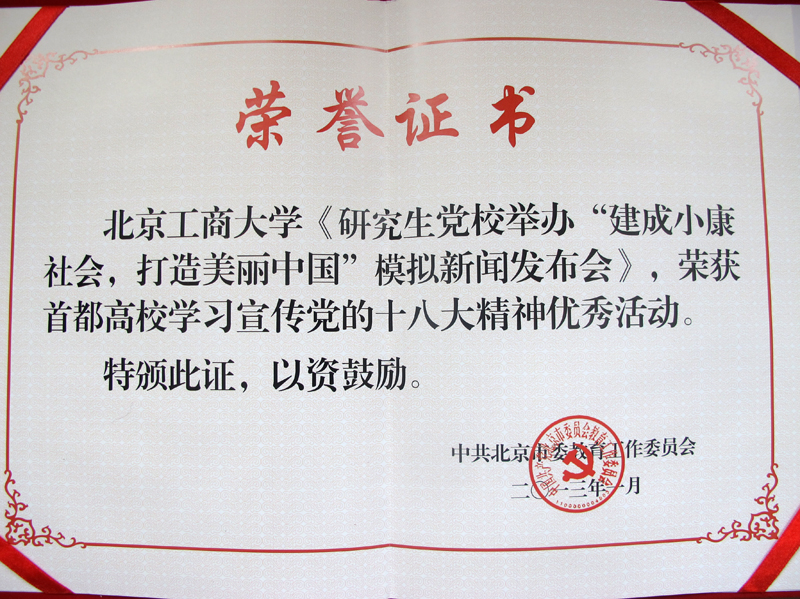 荣誉证书
北京工商大学《研究生党校举办“建成小康
社会，打造美丽中国”模拟新闻发布会》，荣获
首都高校学习宣传党的十八大精神优秀活动。
特颁此证，以资鼓励。
中共北京市委教育工作委员会
二〇一三年一月